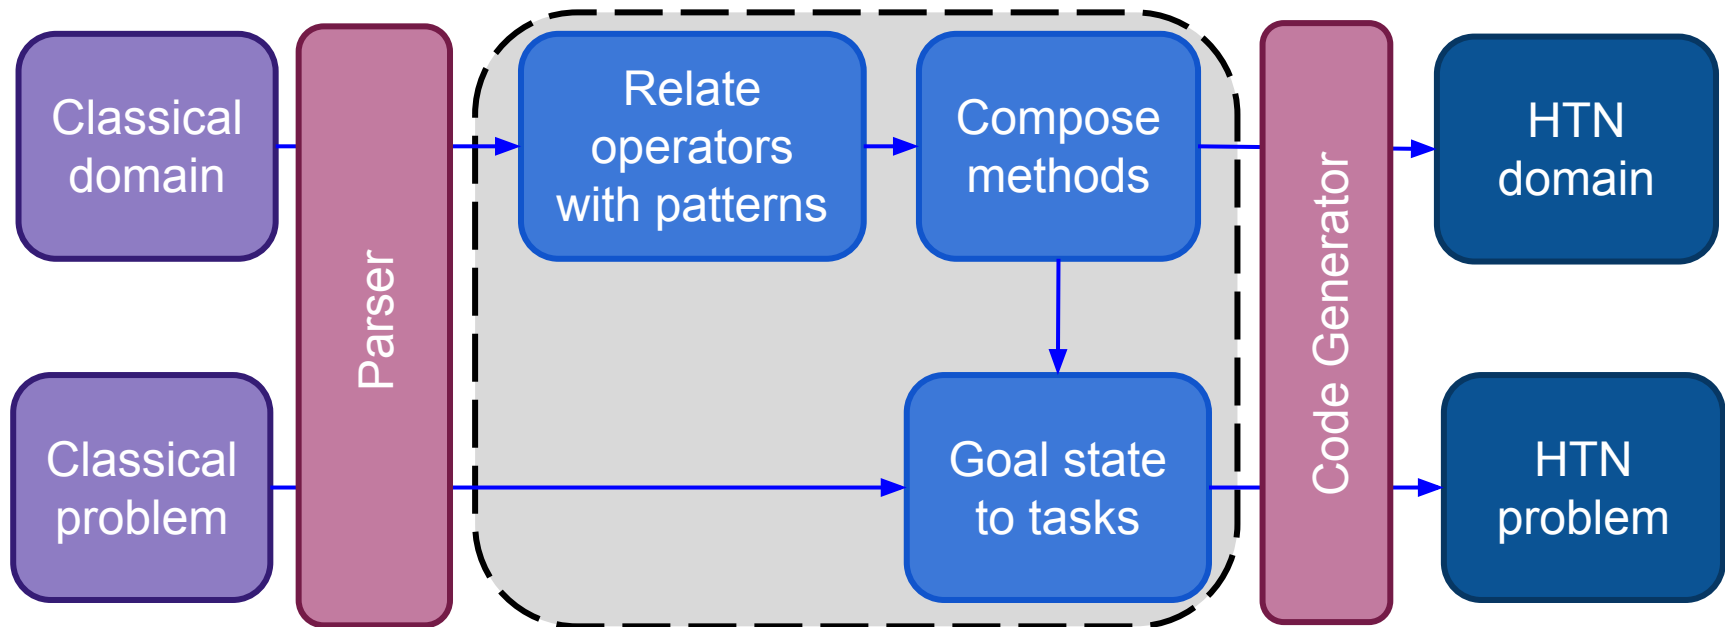 Classical
domain
Parser
Relate
operators
with patterns
Compose
methods
Code Generator
HTN
domain
Classical
problem
Goal state
to tasks
HTN
problem